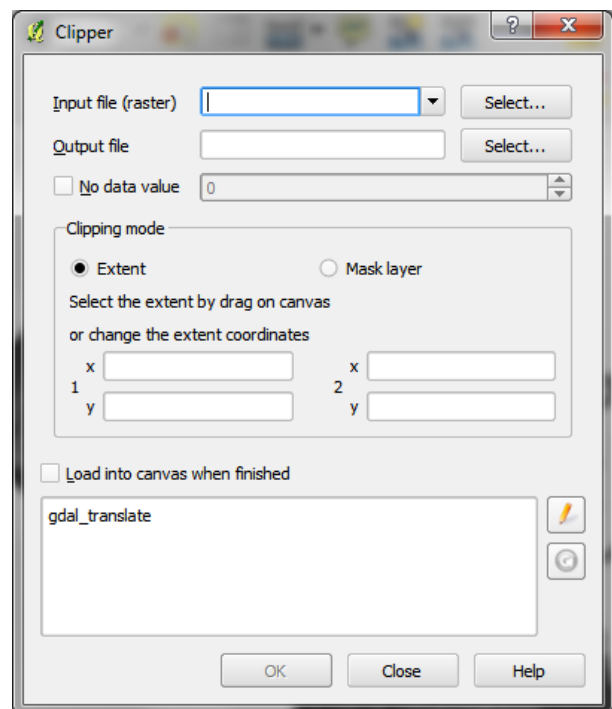 Clipper
Input file (raster) Select...
Output file Select...
No data value 0
Clipping mode
Extent Mask layer
Select the extent by drag on canvas
or change the extent coordinates
x x
1 2
y y
Load into canvas when finished
gdal_translate
OK Close Help